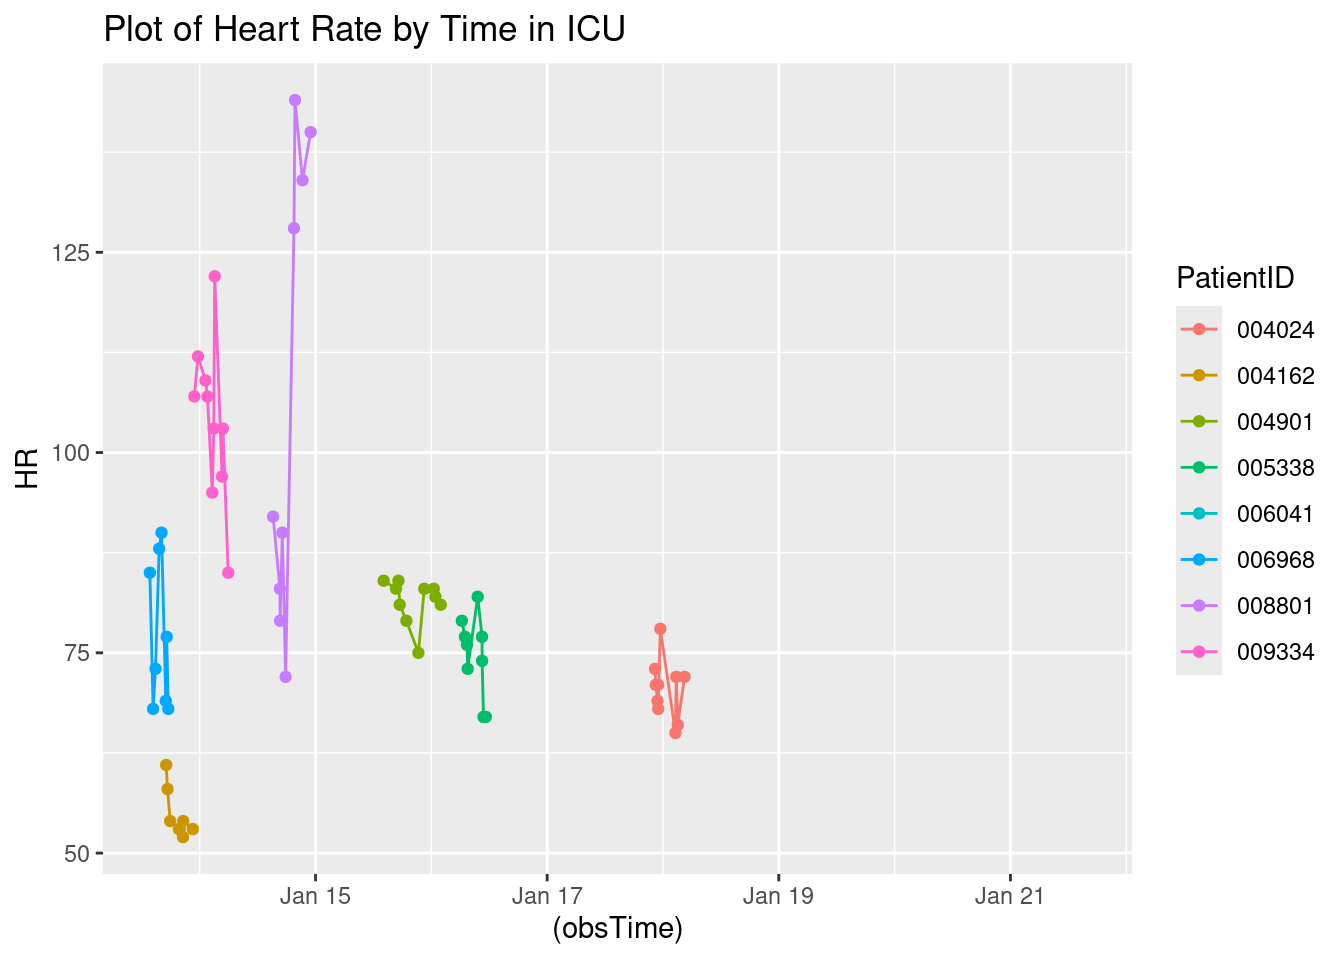 Plot of Heart Rate by Time in ICU
125
100
75
50
HR
Jan 15
Jan 17
Jan 19
Jan 21
(obsTime)
PatientID
004024
004162
004901
005338
006041
006968
008801
009334